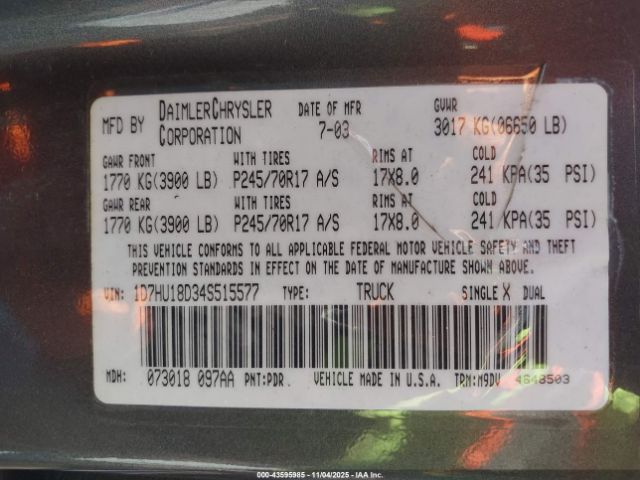 MFD BY DAIMLERCHRYSLER CORPORATION DATE OF MFR 7-03 GVWR 3017 KG(06650 LB)
GAWR FRONT WITH TIRES RIMS AT COLD
1770 KG(3900 LB) P245/70R17 A/S 17X8.0 241 KPA(35 PSI)
GAWR REAR WITH TIRES RIMS AT COLD
1770 KG(3900 LB) P245/70R17 A/S 17X8.0 241 KPA(35 PSI)
THIS VEHICLE CONFORMS TO ALL APPLICABLE FEDERAL MOTOR VEHICLE SAFETY AND THEFT
PREVENTION STANDARDS IN EFFECT ON THE DATE OF MANUFACTURE SHOWN ABOVE.
VIN: 1D7HU18D34S515577 TYPE: TRUCK SINGLE X DUAL
MDH: 073018 097AA PNT:PDR VEHICLE MADE IN U.S.A. TRM:M9DV 4643503
000-43595985 - 11/04/2025 - IAA Inc.